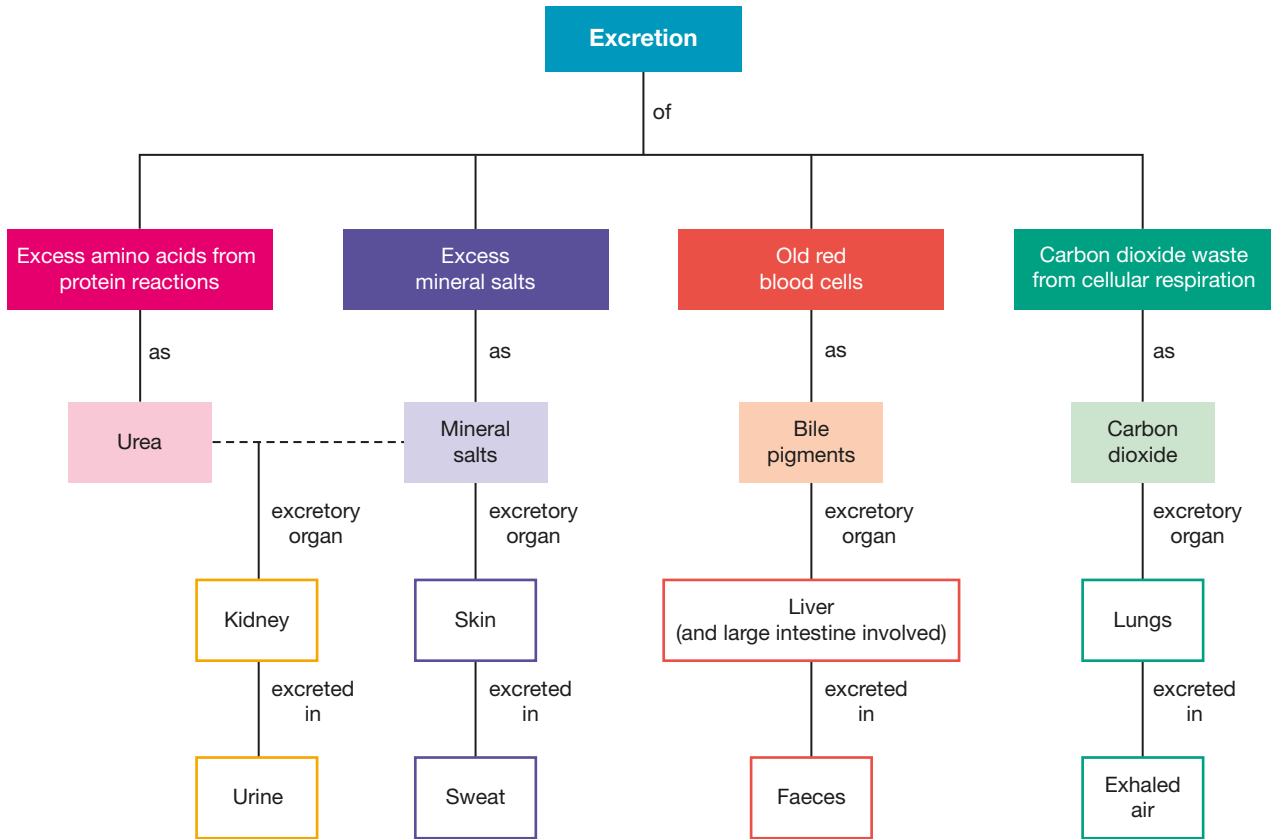 Excretion
of
Excess amino acids from
protein reactions
Excess
mineral salts
Old red
blood cells
Carbon dioxide waste
from cellular respiration
as
as
as
as
Urea
Mineral
salts
Bile
pigments
Carbon
dioxide
excretory
organ
excretory
organ
excretory
organ
excretory
organ
Kidney
Skin
Liver
(and large intestine involved)
Lungs
excreted
in
excreted
in
excreted
in
excreted
in
Urine
Sweat
Faeces
Exhaled
air